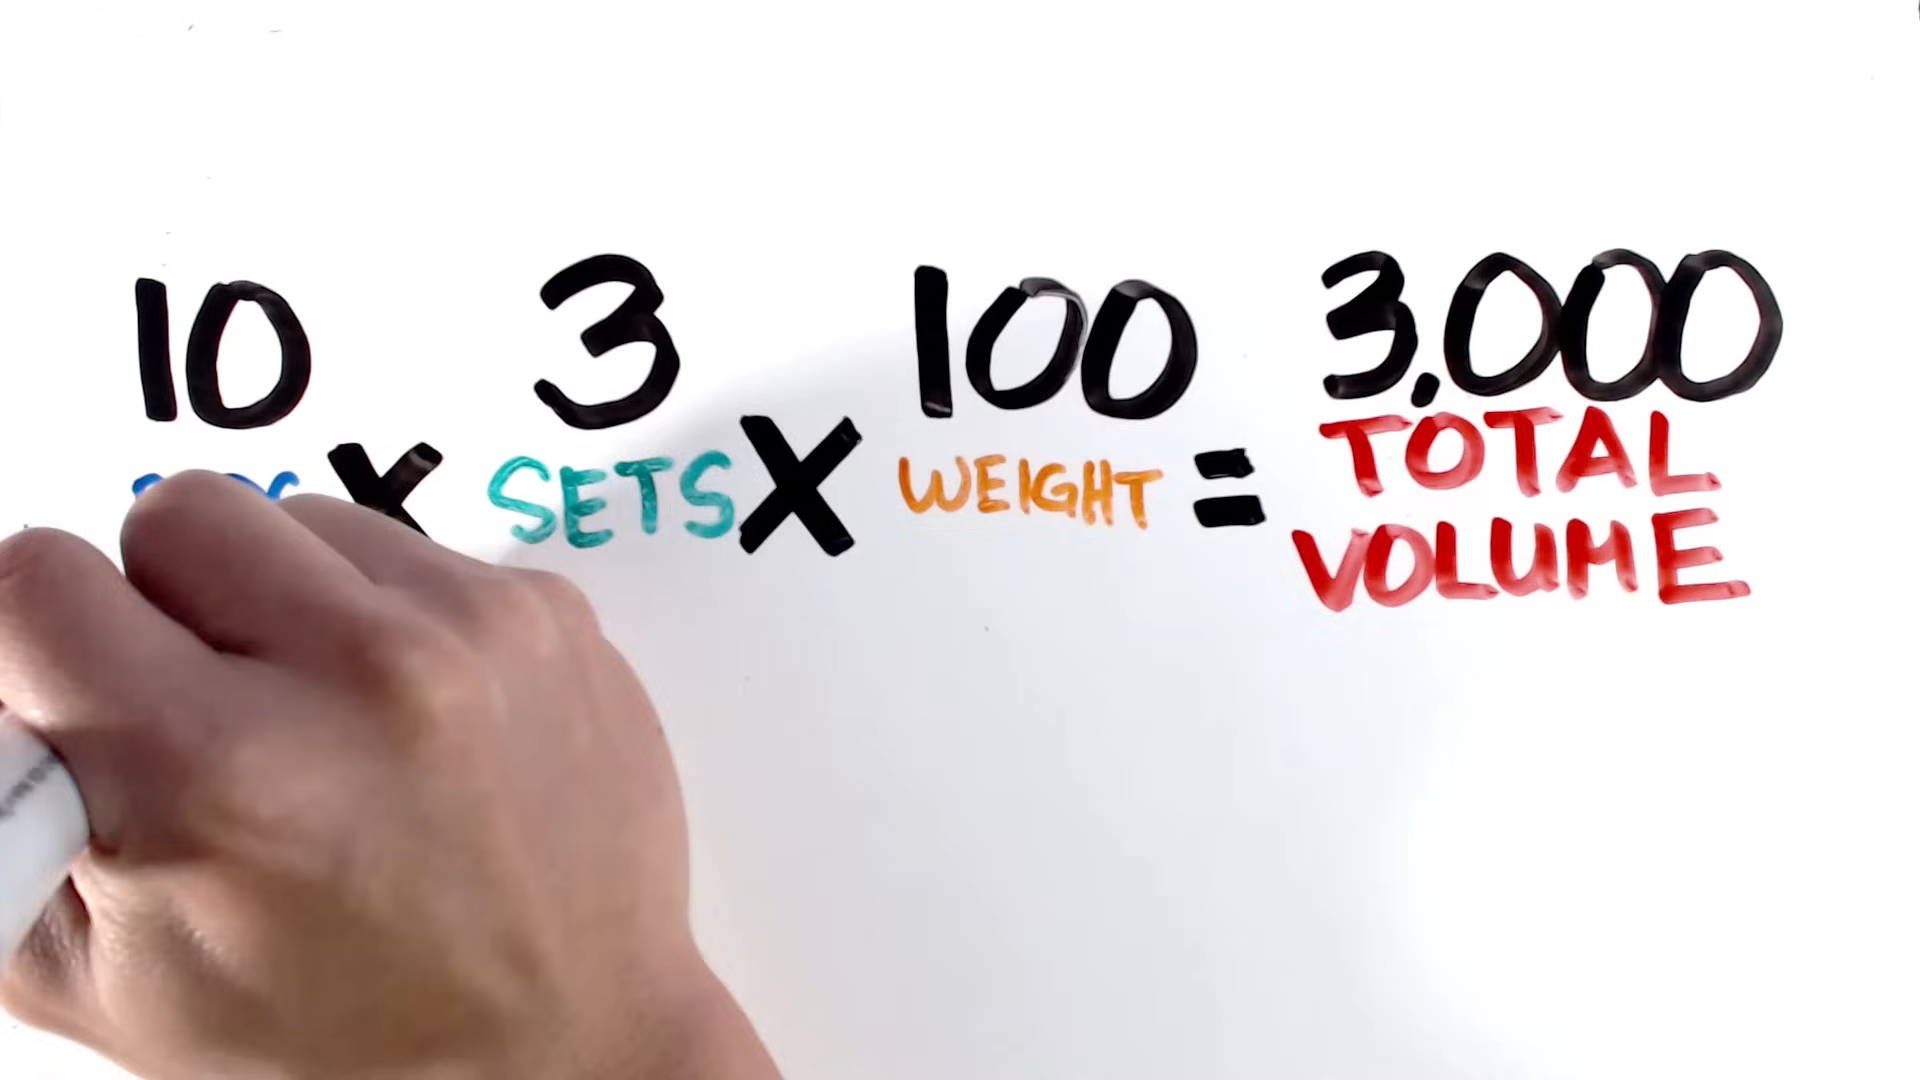 10 3 100 3,000
X SETS X WEIGHT = TOTAL
VOLUME